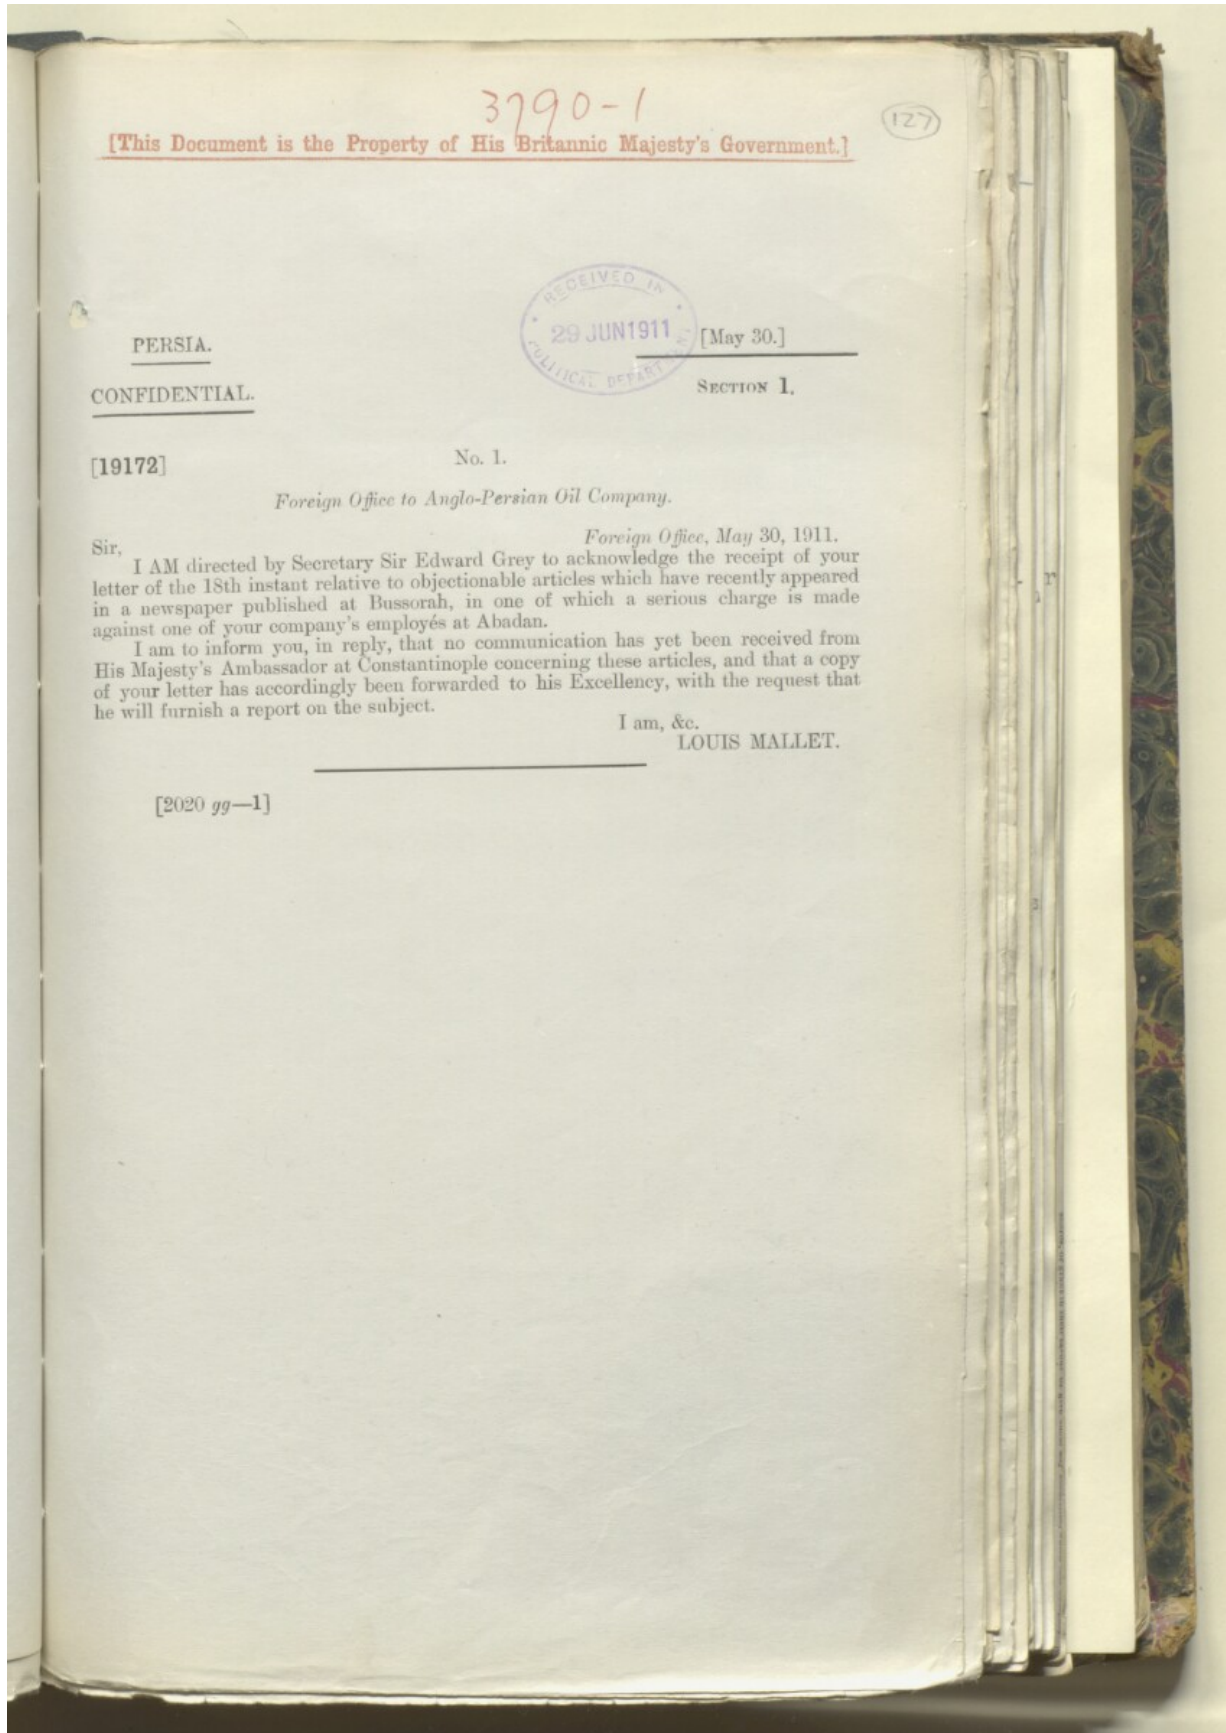 3790-1
127
[This Document is the Property of His Britannic Majesty's Government.]
RECEIVED IN
29 JUN 1911
POLITICAL DEPARTMENT
PERSIA.
[May 30.]
CONFIDENTIAL.
SECTION 1.
[19172]
No. 1.
Foreign Office to Anglo-Persian Oil Company.
Foreign Office, May 30, 1911.
Sir,
I AM directed by Secretary Sir Edward Grey to acknowledge the receipt of your
letter of the 18th instant relative to objectionable articles which have recently appeared
in a newspaper published at Bussorah, in one of which a serious charge is made
against one of your company's employés at Abadan.
I am to inform you, in reply, that no communication has yet been received from
His Majesty's Ambassador at Constantinople concerning these articles, and that a copy
of your letter has accordingly been forwarded to his Excellency, with the request that
he will furnish a report on the subject.
I am, &c.
LOUIS MALLET.
[2020 gg—1]